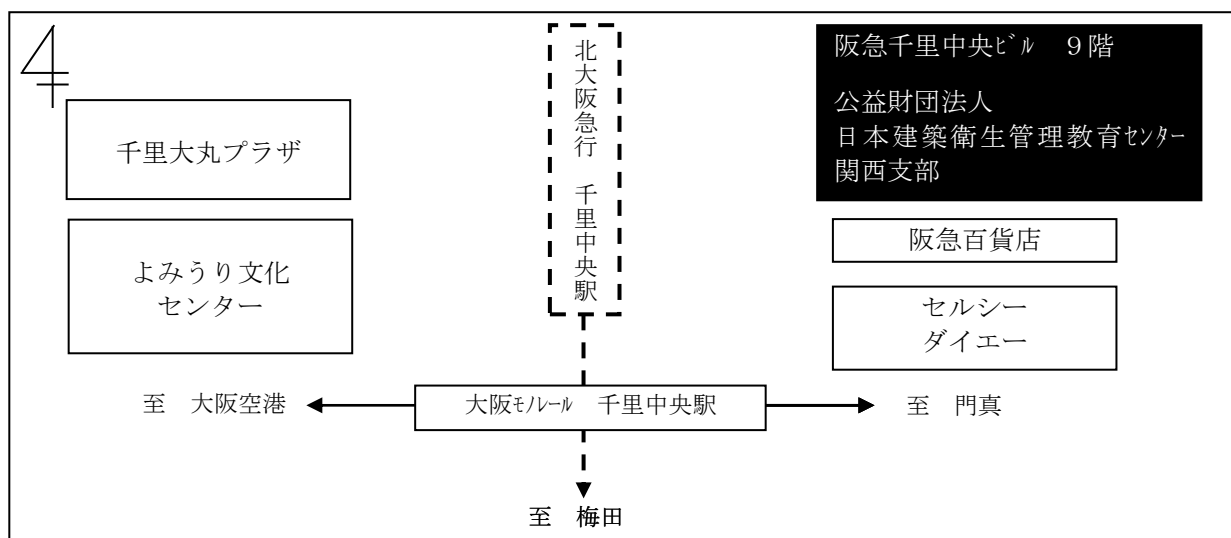 阪急千里中央ﾋﾞﾙ　９階
公益財団法人
日本建築衛生管理教育ｾﾝﾀｰ
関西支部
北大阪急行　千里中央駅
千里大丸プラザ
よみうり文化
センター
阪急百貨店
セルシー
ダイエー
至　大阪空港
大阪ﾓﾉﾚｰﾙ　千里中央駅
至　門真
至　梅田